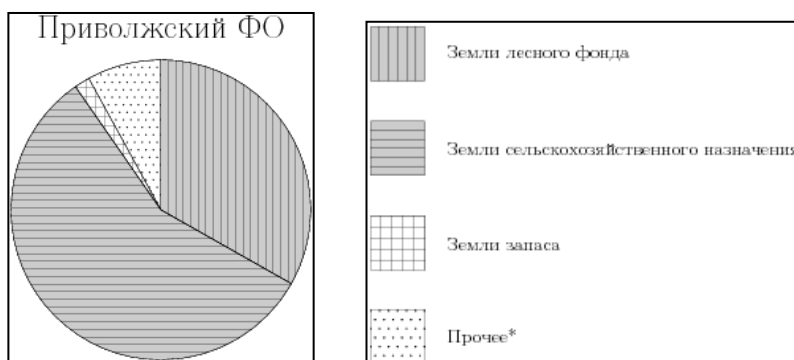 Приволжский ФО
Земли лесного фонда
Земли сельскохозяйственного назначения
Земли запаса
Прочее*